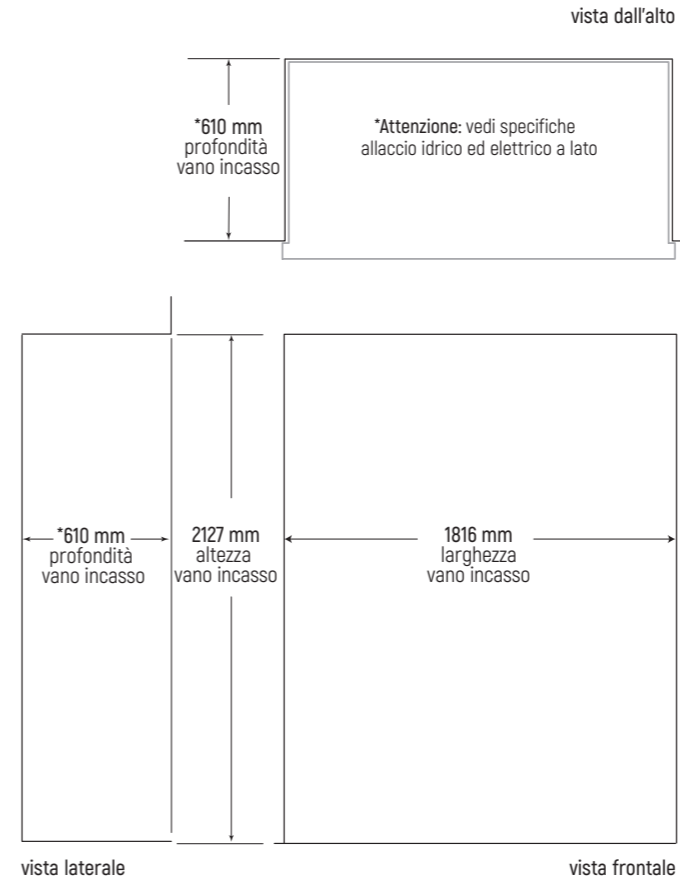 vista dall'alto
*610 mm
profondità
vano incasso
*Attenzione: vedi specifiche
allaccio idrico ed elettrico a lato
*610 mm
profondità
vano incasso
2127 mm
altezza
vano incasso
1816 mm
larghezza
vano incasso
vista laterale
vista frontale